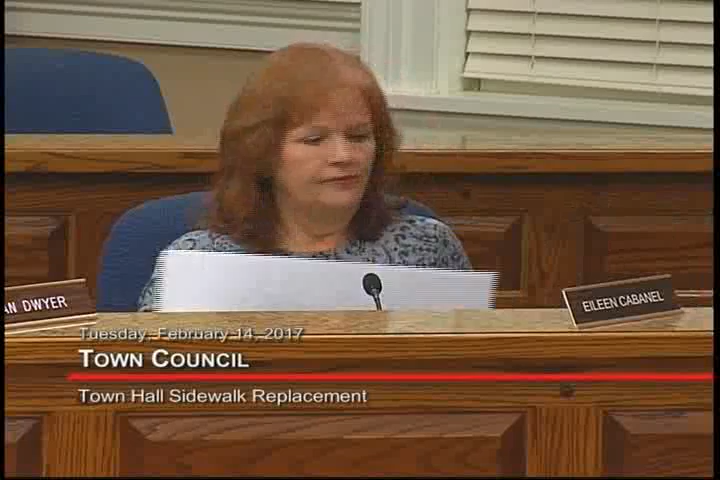 AN DWYER
EILEEN CABANEL
Tuesday, February 14, 2017
TOWN COUNCIL
Town Hall Sidewalk Replacement